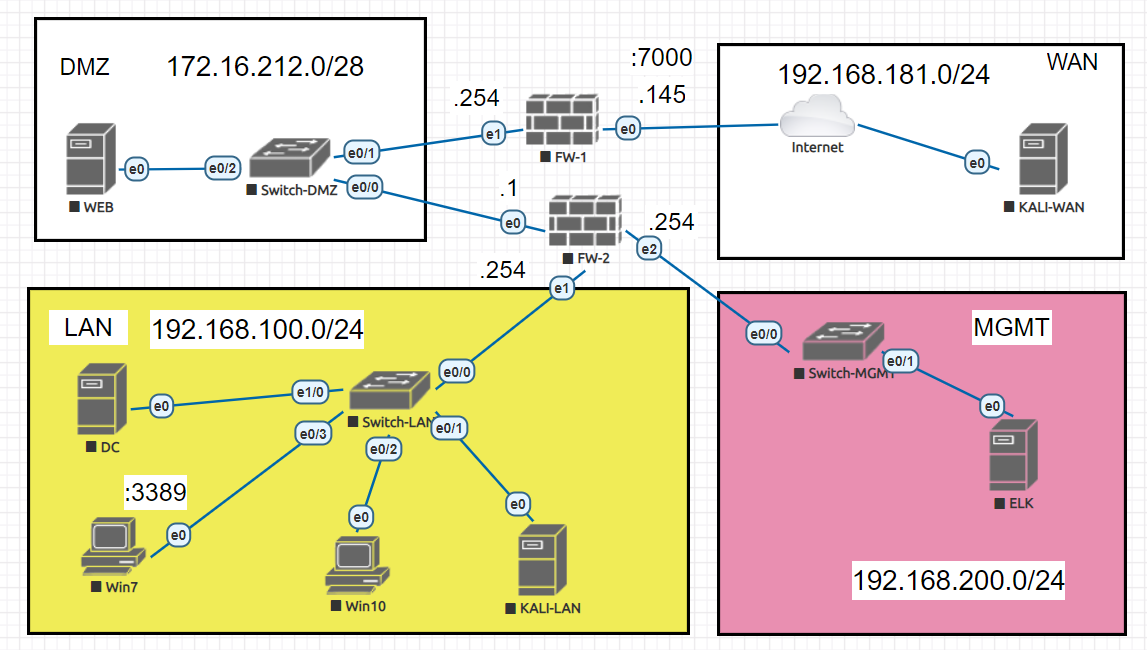 DMZ
172.16.212.0/28
WEB
e0
e0/2
Switch-DMZ
e0/1
e0/0
.254
e1
FW-1
:7000
.145
e0
.1
e0
FW-2
.254
e2
.254
e1
192.168.181.0/24
WAN
Internet
e0
KALI-WAN
LAN
192.168.100.0/24
DC
e0
e1/0
e0/0
Switch-LAN
e0/3
e0/2
e0/1
:3389
e0
Win7
e0
Win10
e0
KALI-LAN
MGMT
e0/0
Switch-MGMT
e0/1
e0
ELK
192.168.200.0/24